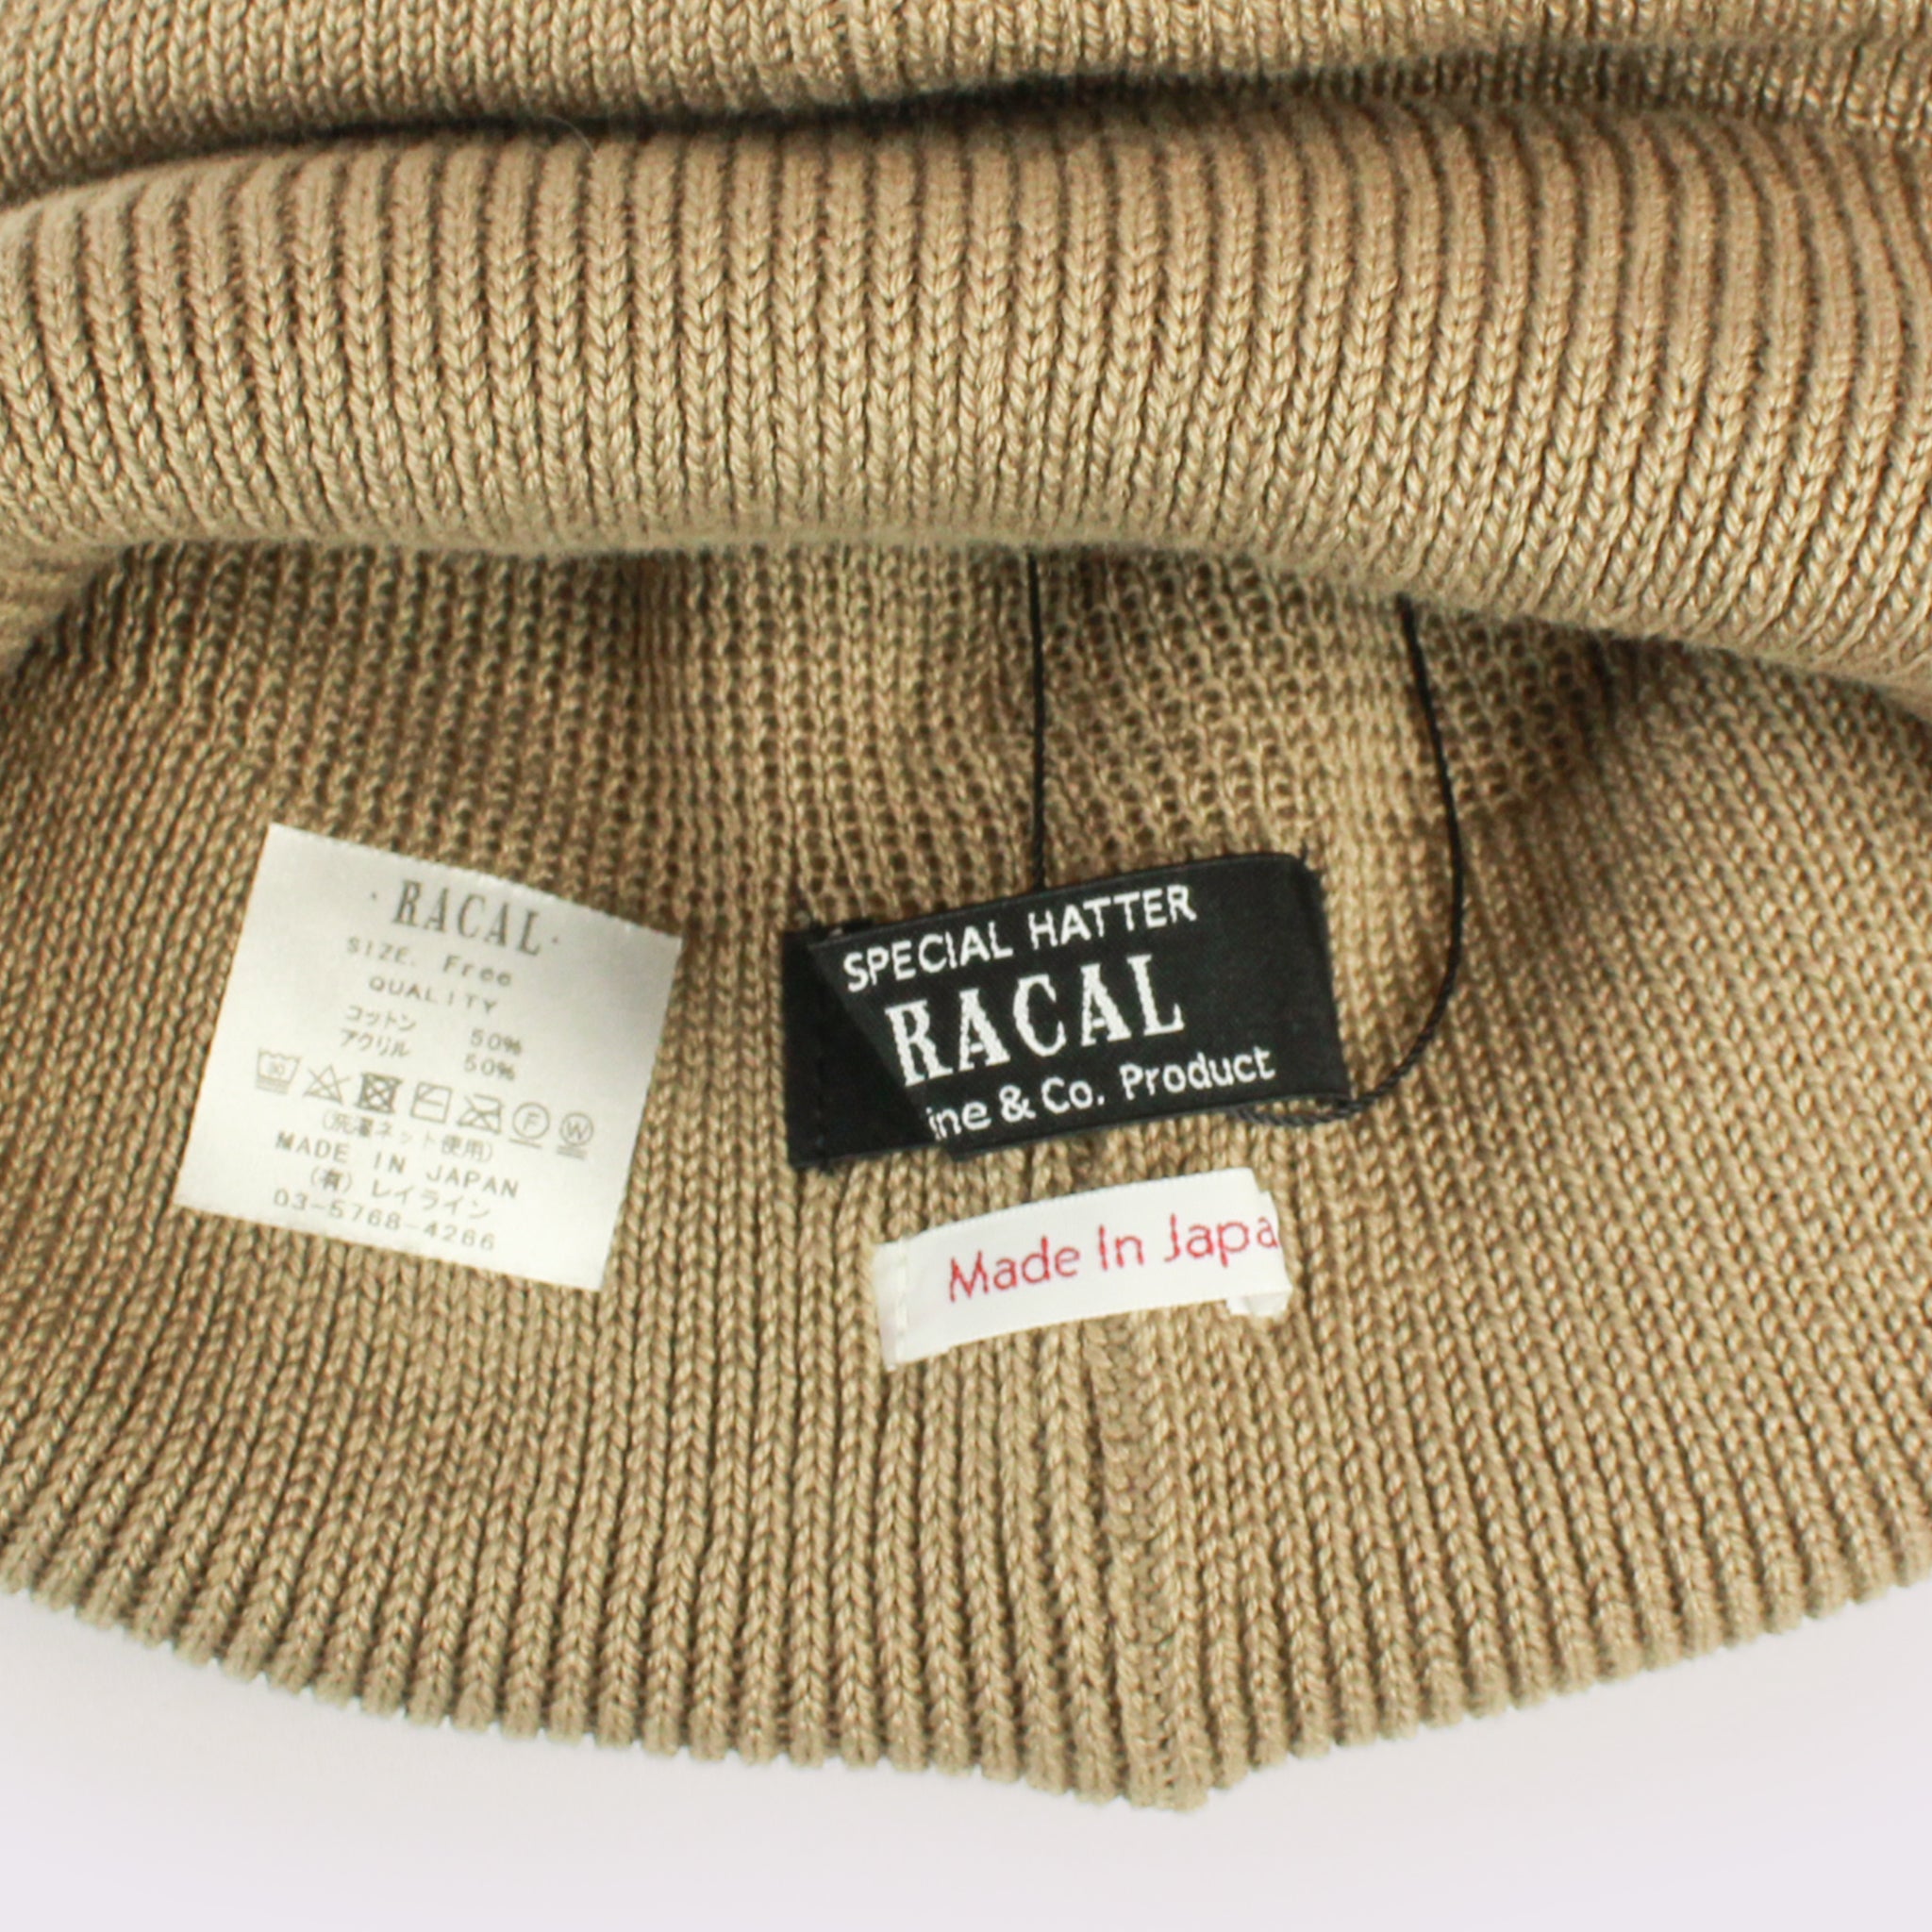 · RACAL ·
SIZE. Free
QUALITY
コットン 50%
アクリル 50%
30
F W
(洗濯ネット使用)
MADE IN JAPAN
(有) レイライン
03-5768-4286
SPECIAL HATTER
RACAL
ine & Co. Product
Made In Japa